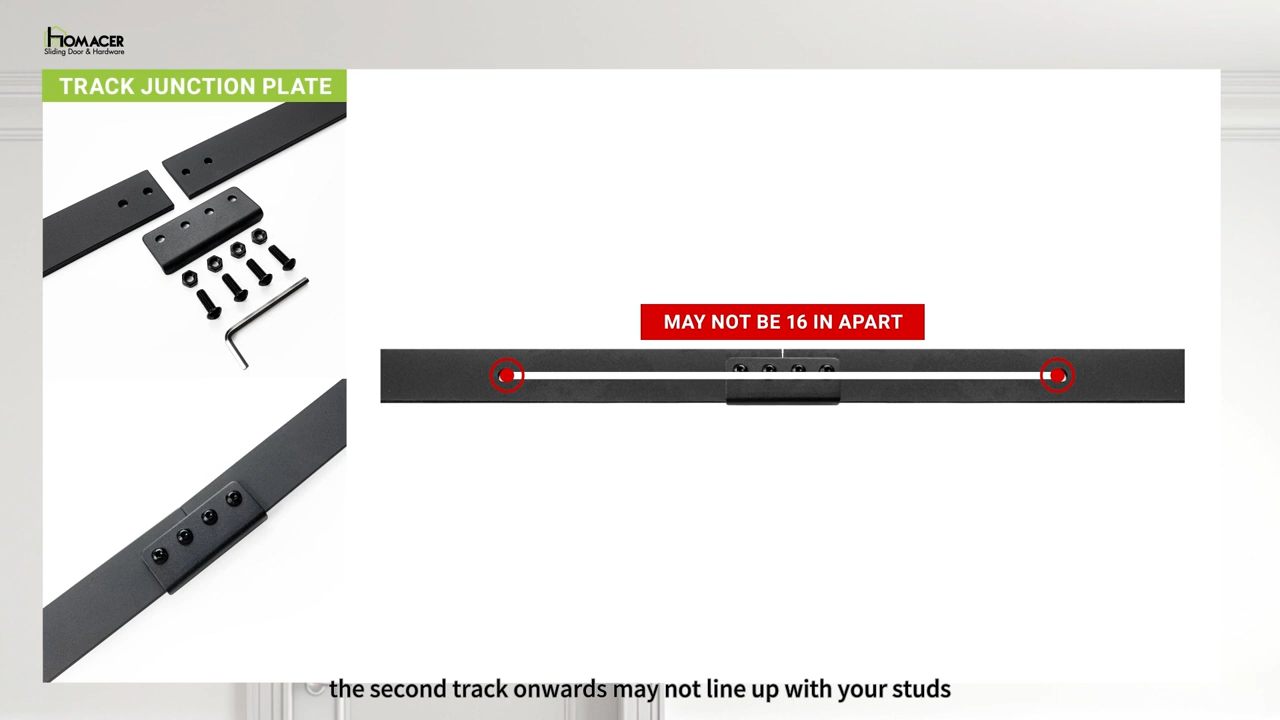 HOMACER
Sliding Door & Hardware
TRACK JUNCTION PLATE
MAY NOT BE 16 IN APART
the second track onwards may not line up with your studs